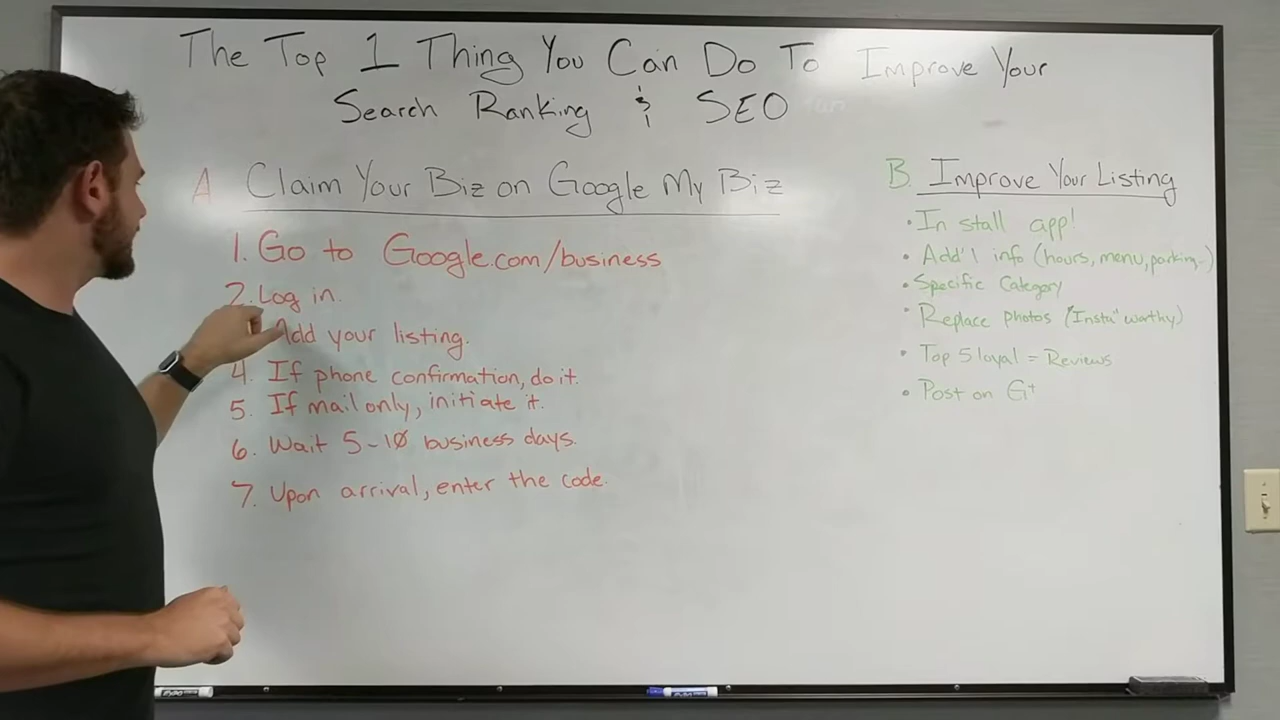 The Top 1 Thing You Can Do To Improve Your
Search Ranking & SEO
A Claim Your Biz on Google My Biz
1. Go to Google.com/business
2. Log in.
Add your listing.
4. If phone confirmation, do it.
5. If mail only, initiate it.
6. Wait 5-10 business days.
7. Upon arrival, enter the code.
B. Improve Your Listing
• In stall app!
• Add'l info (hours, menu, parking..)
• Specific Category
• Replace photos ("Insta" worthy)
• Top 5 loyal = Reviews
• Post on G+
EXPO